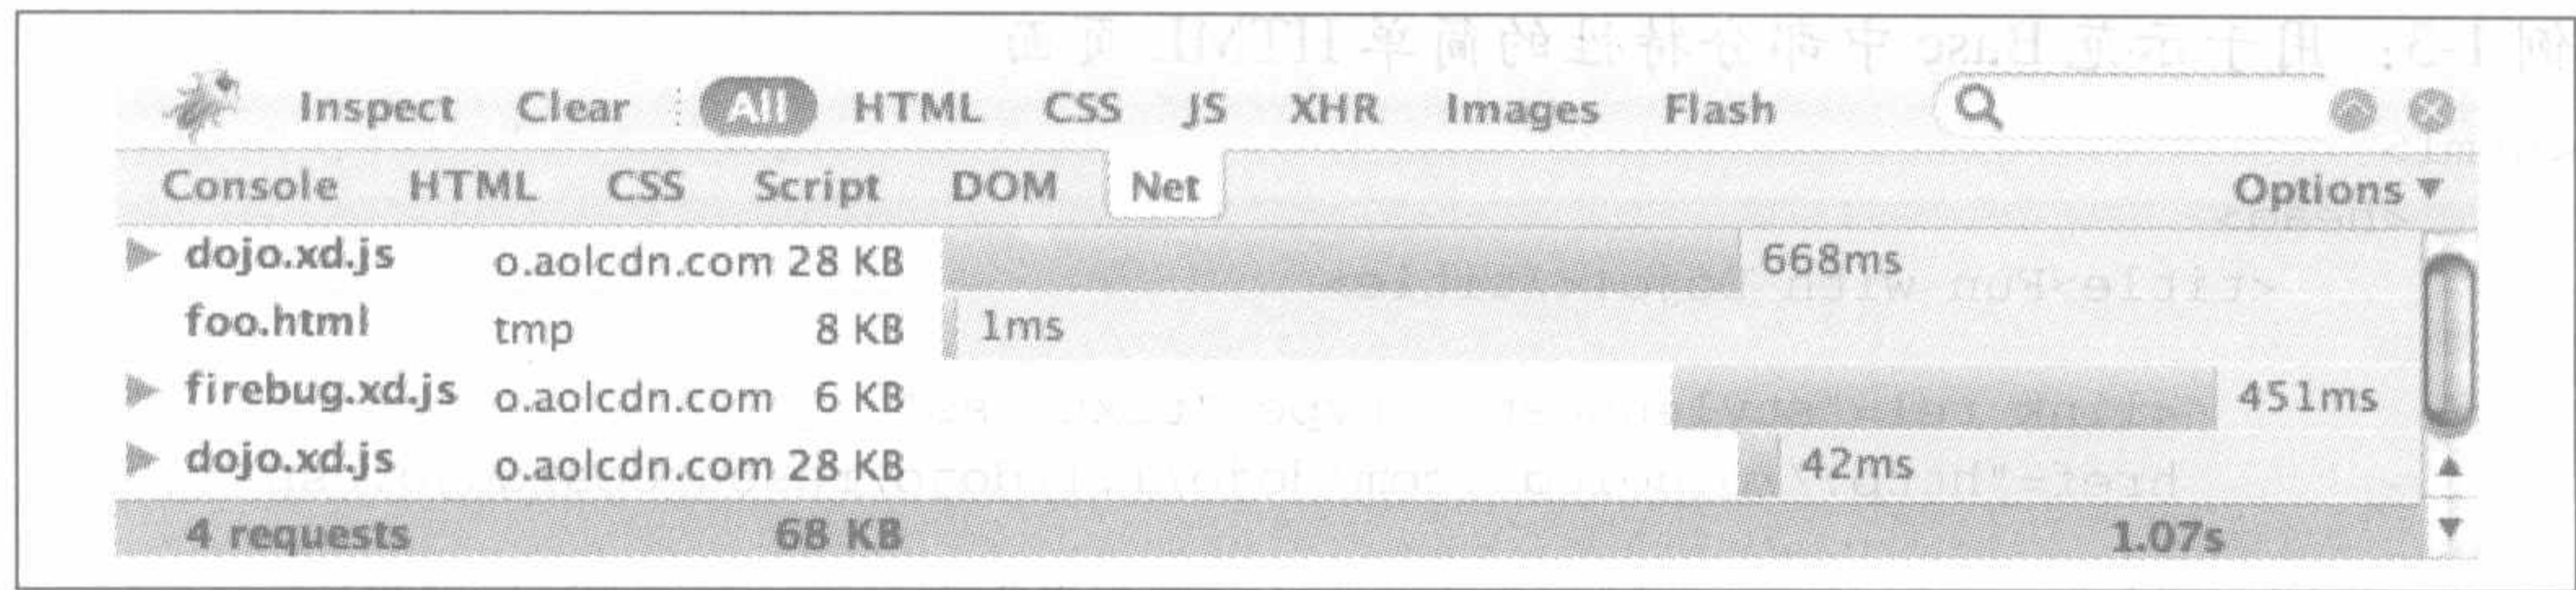 Inspect Clear All HTML CSS JS XHR Images Flash
Console HTML CSS Script DOM Net Options
dojo.xd.js o.aolcdn.com 28 KB 668ms
foo.html tmp 8 KB 1ms
firebug.xd.js o.aolcdn.com 6 KB 451ms
dojo.xd.js o.aolcdn.com 28 KB 42ms
4 requests 68 KB 1.07s